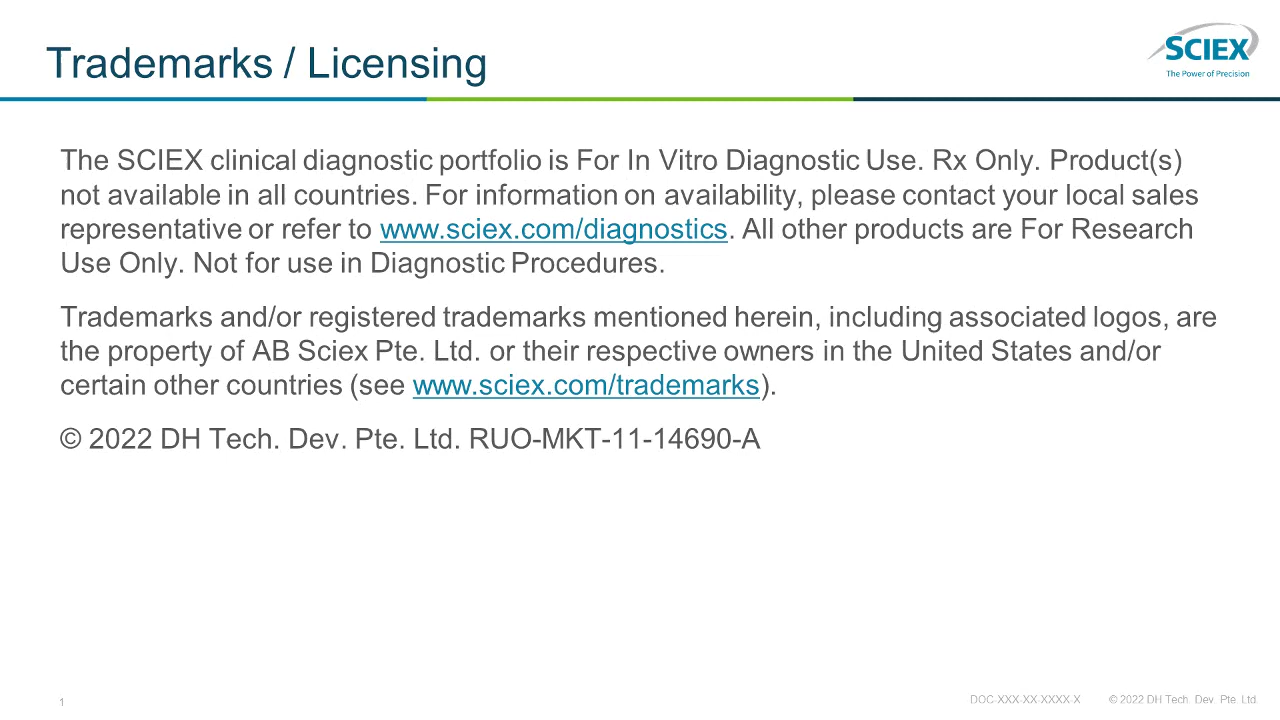 Trademarks / Licensing
SCIEX
The Power of Precision
The SCIEX clinical diagnostic portfolio is For In Vitro Diagnostic Use. Rx Only. Product(s)
not available in all countries. For information on availability, please contact your local sales
representative or refer to www.sciex.com/diagnostics. All other products are For Research
Use Only. Not for use in Diagnostic Procedures.
Trademarks and/or registered trademarks mentioned herein, including associated logos, are
the property of AB Sciex Pte. Ltd. or their respective owners in the United States and/or
certain other countries (see www.sciex.com/trademarks).
© 2022 DH Tech. Dev. Pte. Ltd. RUO-MKT-11-14690-A
1
DOC-XXX-XX-XXXX-X © 2022 DH Tech. Dev. Pte. Ltd.